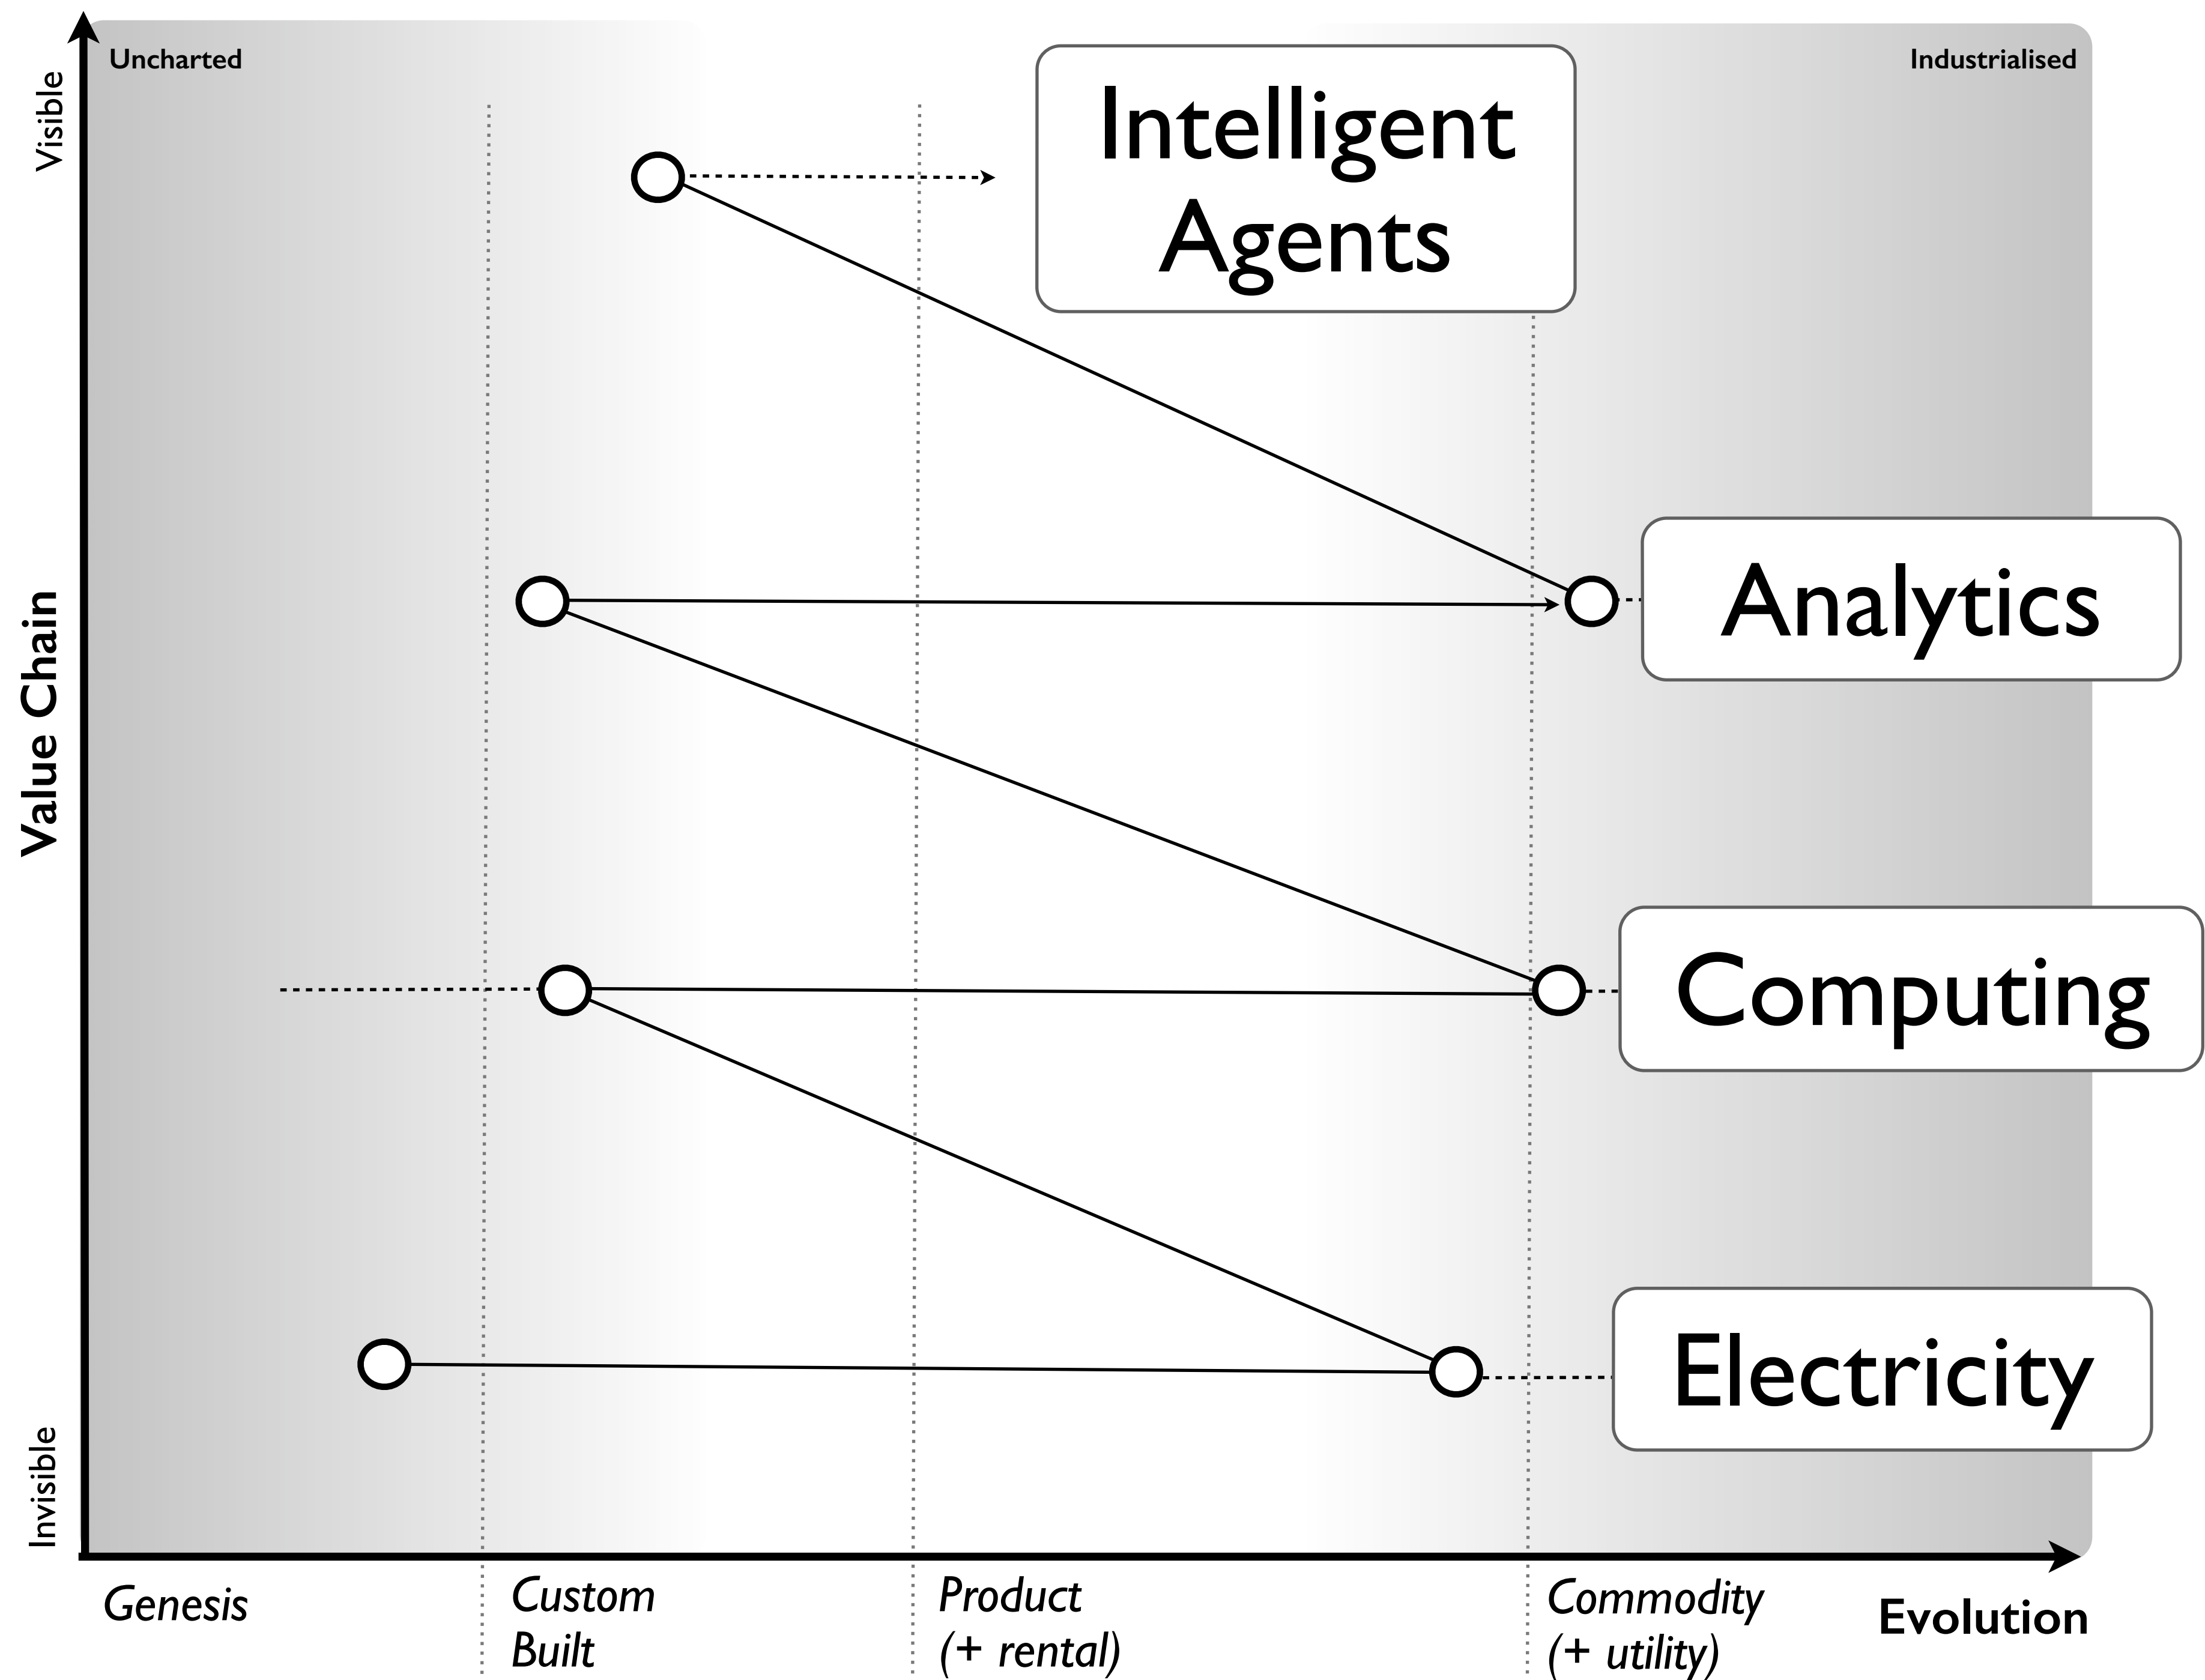 Uncharted
Industrialised
Visible
Intelligent
Agents
Analytics
Value Chain
Computing
Electricity
Invisible
Genesis
Custom
Built
Product
(+ rental)
Commodity
(+ utility)
Evolution